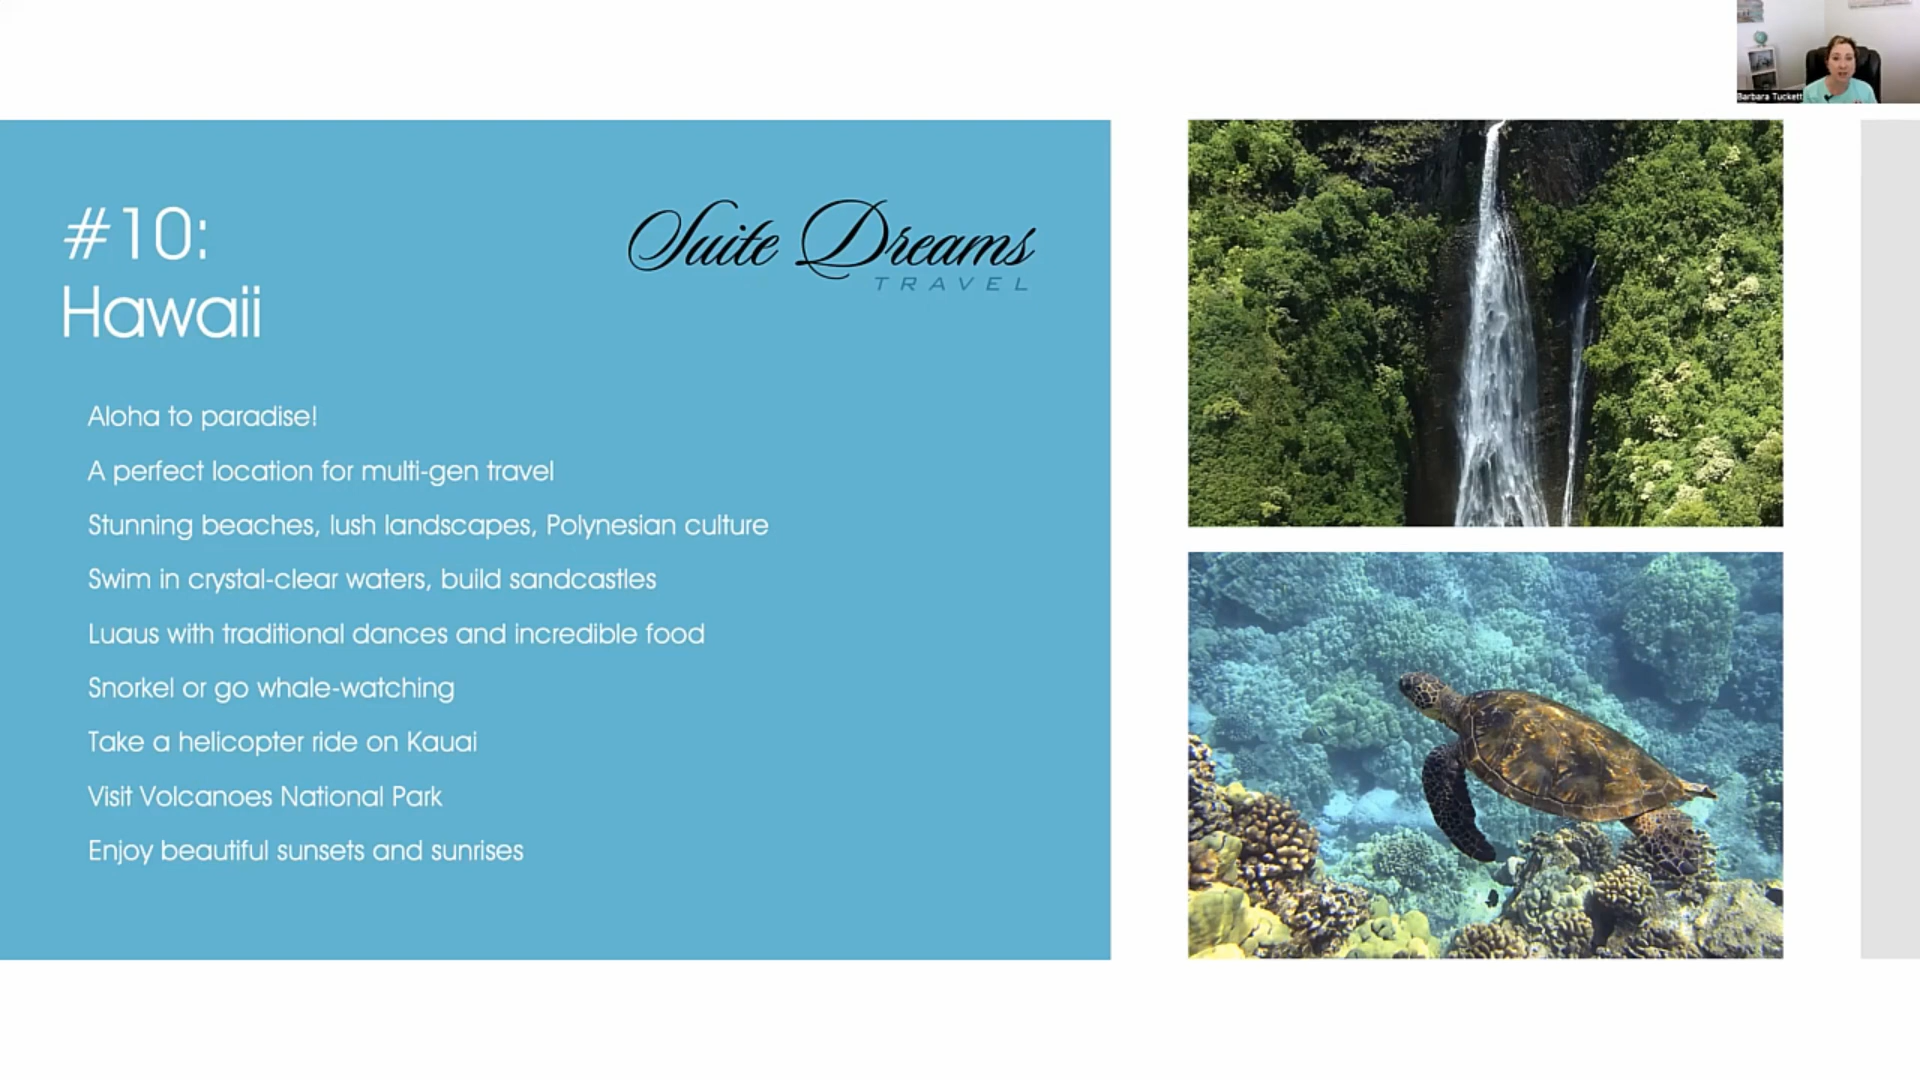 Barbara Tuckett
#10:
Hawaii
Suite Dreams
TRAVEL
Aloha to paradise!
A perfect location for multi-gen travel
Stunning beaches, lush landscapes, Polynesian culture
Swim in crystal-clear waters, build sandcastles
Luaus with traditional dances and incredible food
Snorkel or go whale-watching
Take a helicopter ride on Kauai
Visit Volcanoes National Park
Enjoy beautiful sunsets and sunrises